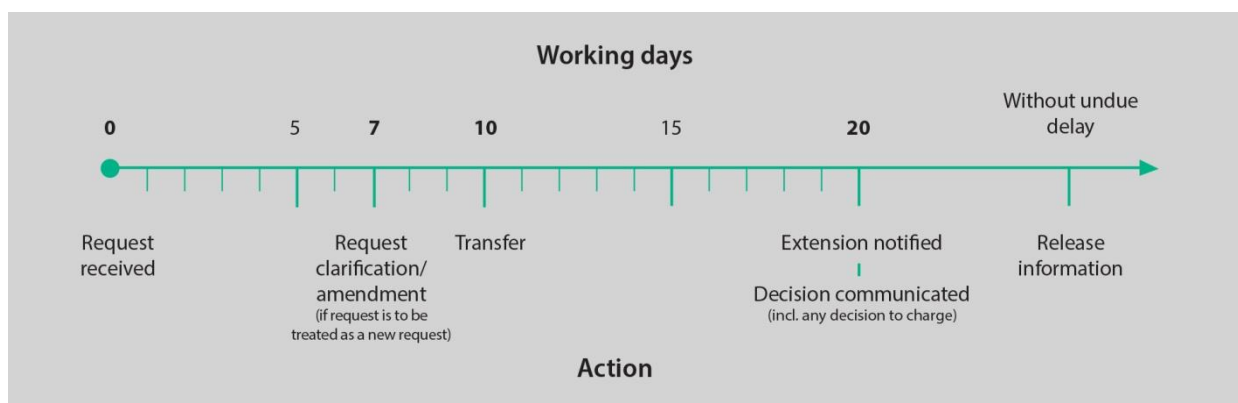 Working days
Without undue
delay
0
5
7
10
15
20
Request
received
Request
clarification/
amendment
(if request is to be
treated as a new request)
Transfer
Extension notified
Decision communicated
(incl. any decision to charge)
Release
information
Action